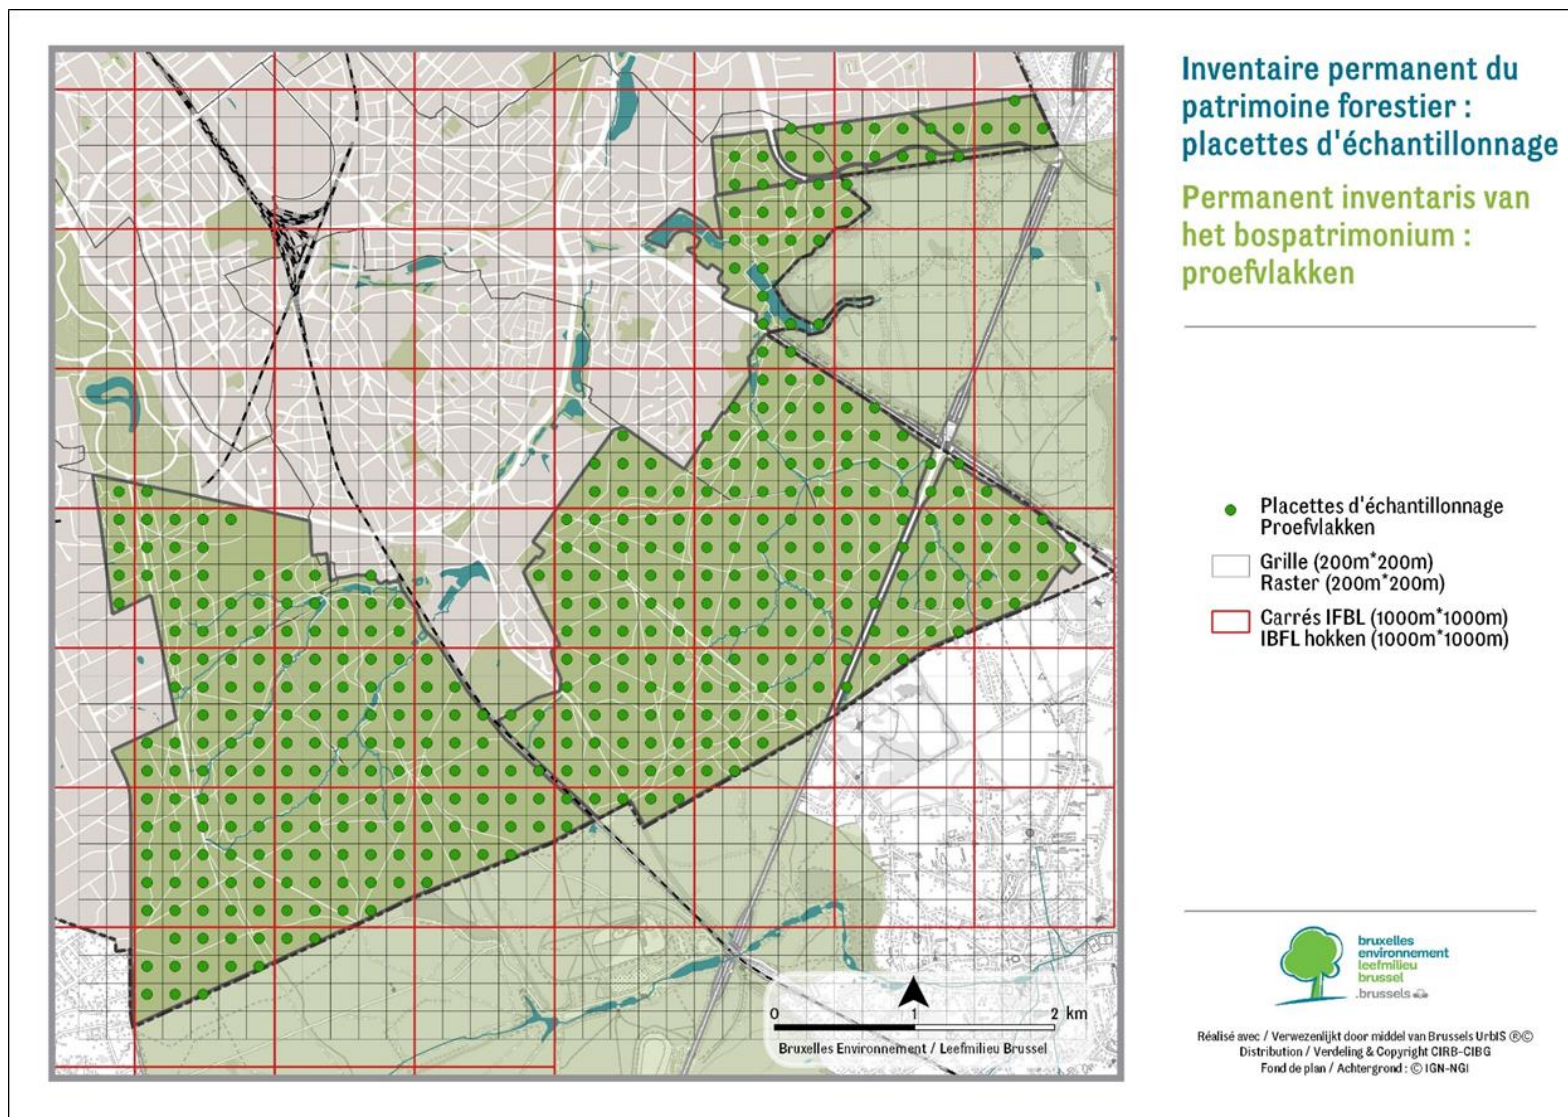 Inventaire permanent du
patrimoine forestier :
placettes d'échantillonnage
Permanent inventaris van
het bospatrimonium :
proefvlakken
Placettes d'échantillonnage
Proefvlakken
Grille (200m*200m)
Raster (200m*200m)
Carrés IFBL (1000m*1000m)
IBFL hokken (1000m*1000m)
0 1 2 km
Bruxelles Environnement / Leefmilieu Brussel
bruxelles
environnement
leefmilieu
brussel
.brussels
Réalisé avec / Verwezenlijkt door middel van Brussels UrbIS ®©
Distribution / Verdeling & Copyright CIRB-CIBG
Fond de plan / Achtergrond : © IGN-NGI